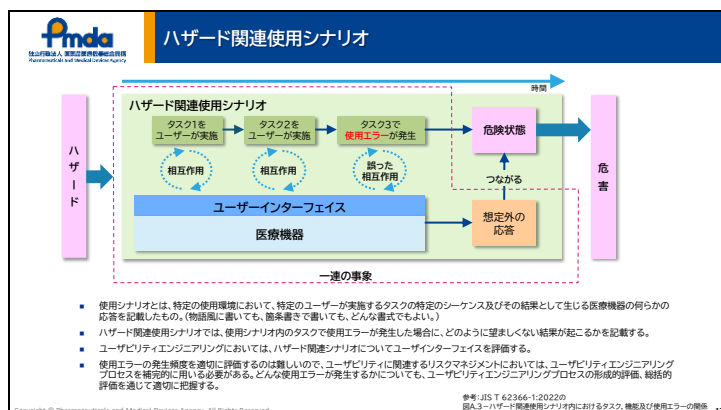 Pmda
独立行政法人 医薬品医療機器総合機構
Pharmaceuticals and Medical Devices Agency
ハザード関連使用シナリオ
時間
ハザード関連使用シナリオ
タスク1を
ユーザーが実施
タスク2を
ユーザーが実施
タスク3で
使用エラーが発生
危険状態
ハザード
相互作用
相互作用
誤った
相互作用
つながる
危害
ユーザーインターフェイス
医療機器
想定外の
応答
一連の事象
■ 使用シナリオとは、特定の使用環境において、特定のユーザーが実施するタスクの特定のシーケンス及びその結果として生じる医療機器の何らかの
応答を記載したもの。(物語風に書いても、箇条書きで書いても、どんな書式でもよい。)
■ ハザード関連使用シナリオでは、使用シナリオ内のタスクで使用エラーが発生した場合に、どのように望ましくない結果が起こるかを記載する。
■ ユーザビリティエンジニアリングにおいては、ハザード関連シナリオについてユーザインターフェイスを評価する。
■ 使用エラーの発生頻度を適切に評価するのは難しいので、ユーザビリティに関連するリスクマネジメントにおいては、ユーザビリティエンジニアリング
プロセスを補完的に用いる必要がある。どんな使用エラーが発生するかについても、ユーザビリティエンジニアリングプロセスの形成的評価、総括的
評価を通じて適切に把握する。
参考:JIS T 62366-1:2022の
図A.3－ハザード関連使用シナリオ内におけるタスク、機能及び使用エラーの関係